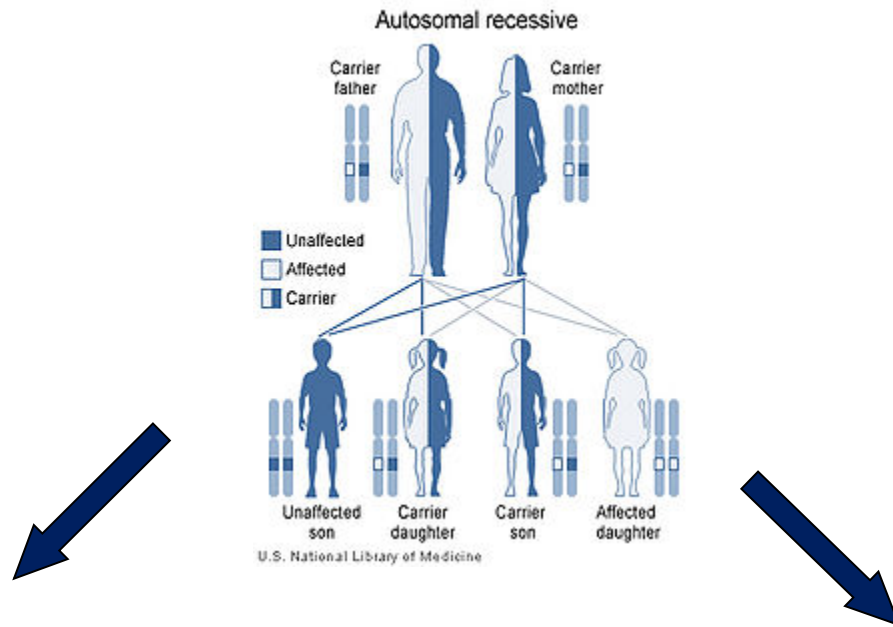 Autosomal recessive
Carrier
father
Carrier
mother
Unaffected
Affected
Carrier
Unaffected
son
Carrier
daughter
Carrier
son
Affected
daughter
U.S. National Library of Medicine